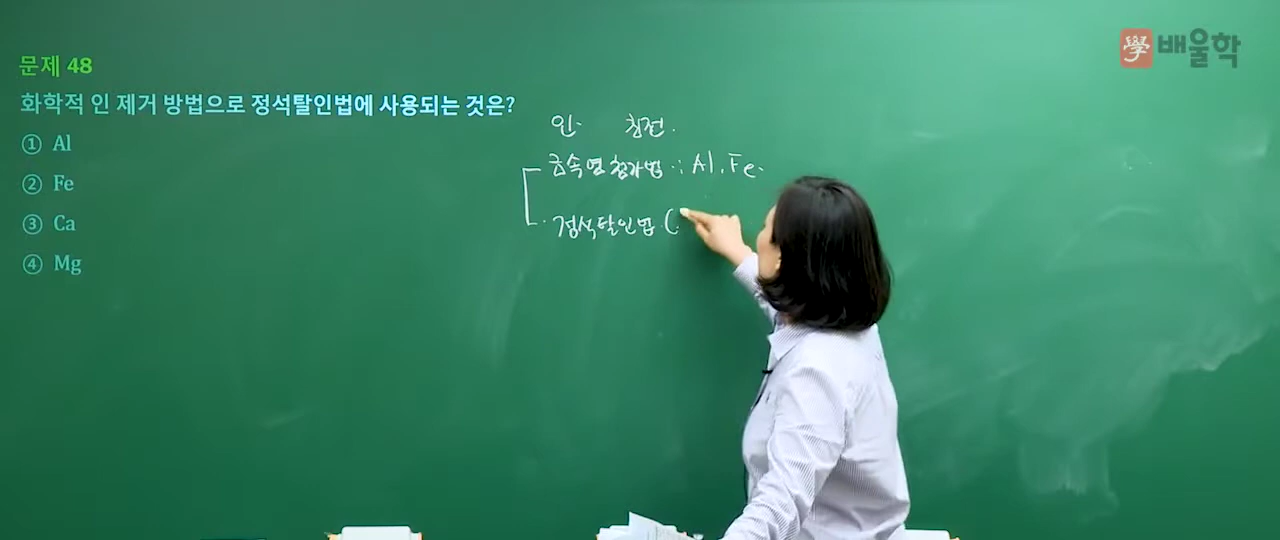 學 배울학
문제 48
화학적 인 제거 방법으로 정석탈인법에 사용되는 것은?
① Al
② Fe
③ Ca
④ Mg
인· 침전.
금속염첨가법 : Al. Fe.
정석탈인법 (